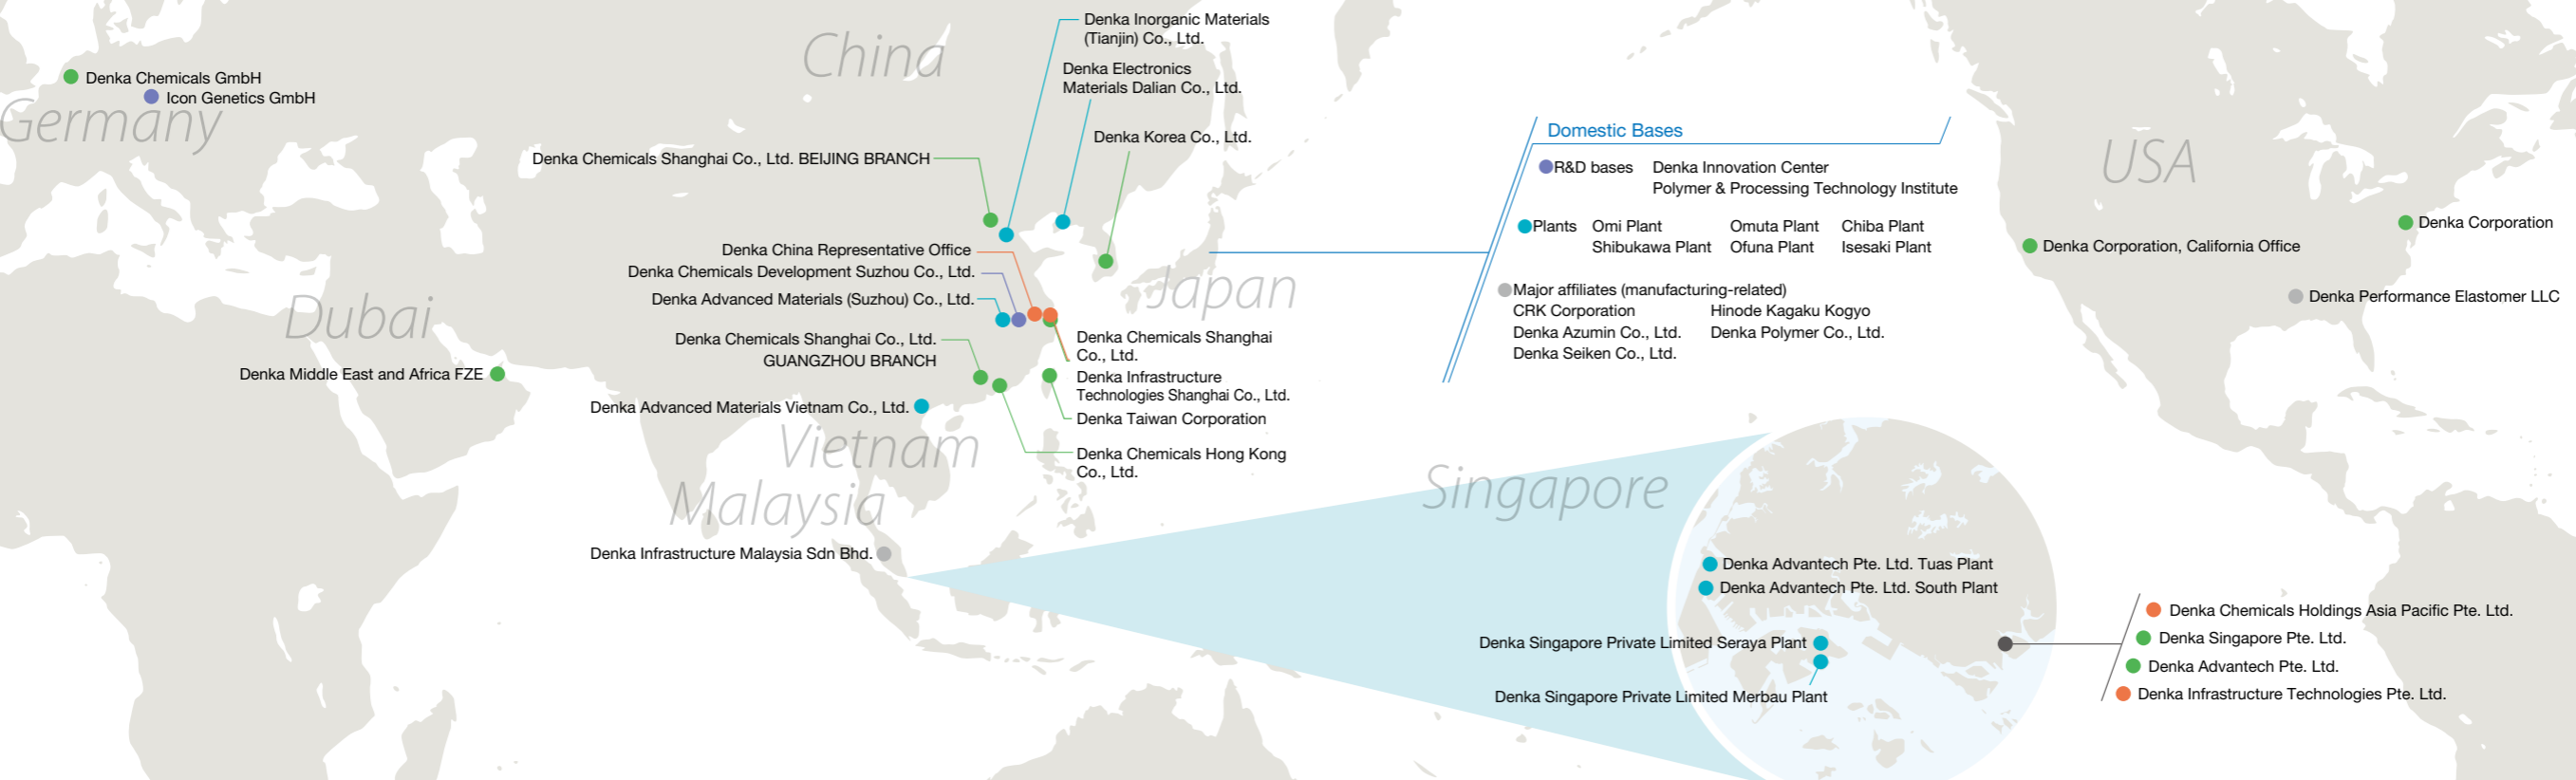 Denka Chemicals GmbH
Icon Genetics GmbH
Germany
China
Denka Inorganic Materials
(Tianjin) Co., Ltd.
Denka Electronics
Materials Dalian Co., Ltd.
Denka Korea Co., Ltd.
Denka Chemicals Shanghai Co., Ltd. BEIJING BRANCH
Denka China Representative Office
Denka Chemicals Development Suzhou Co., Ltd.
Denka Advanced Materials (Suzhou) Co., Ltd.
Denka Chemicals Shanghai Co., Ltd.
GUANGZHOU BRANCH
Denka Advanced Materials Vietnam Co., Ltd.
Dubai
Denka Middle East and Africa FZE
Japan
Denka Chemicals Shanghai
Co., Ltd.
Denka Infrastructure
Technologies Shanghai Co., Ltd.
Denka Taiwan Corporation
Denka Chemicals Hong Kong
Co., Ltd.
Vietnam
Malaysia
Denka Infrastructure Malaysia Sdn Bhd.
Domestic Bases
R&D bases Denka Innovation Center
Polymer & Processing Technology Institute
Plants Omi Plant Omuta Plant Chiba Plant
Shibukawa Plant Ofuna Plant Isesaki Plant
Major affiliates (manufacturing-related)
CRK Corporation Hinode Kagaku Kogyo
Denka Azumin Co., Ltd. Denka Polymer Co., Ltd.
Denka Seiken Co., Ltd.
USA
Denka Corporation
Denka Corporation, California Office
Denka Performance Elastomer LLC
Singapore
Denka Advantech Pte. Ltd. Tuas Plant
Denka Advantech Pte. Ltd. South Plant
Denka Singapore Private Limited Seraya Plant
Denka Singapore Private Limited Merbau Plant
Denka Chemicals Holdings Asia Pacific Pte. Ltd.
Denka Singapore Pte. Ltd.
Denka Advantech Pte. Ltd.
Denka Infrastructure Technologies Pte. Ltd.